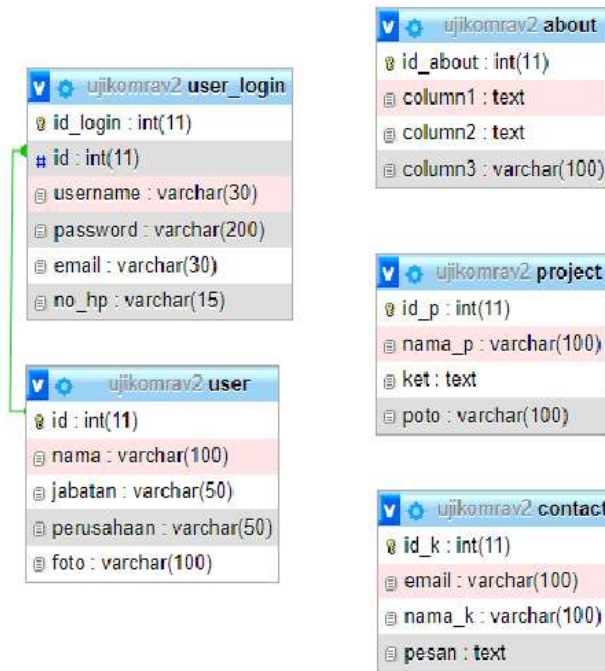 ujikomrav2 user_login
id_login : int(11)
id : int(11)
username : varchar(30)
password : varchar(200)
email : varchar(30)
no_hp : varchar(15)
ujikomrav2 user
id : int(11)
nama : varchar(100)
jabatan : varchar(50)
perusahaan : varchar(50)
foto : varchar(100)
ujikomrav2 about
id_about : int(11)
column1 : text
column2 : text
column3 : varchar(100)
ujikomrav2 project
id_p : int(11)
nama_p : varchar(100)
ket : text
poto : varchar(100)
ujikomrav2 contact
id_k : int(11)
email : varchar(100)
nama_k : varchar(100)
pesan : text